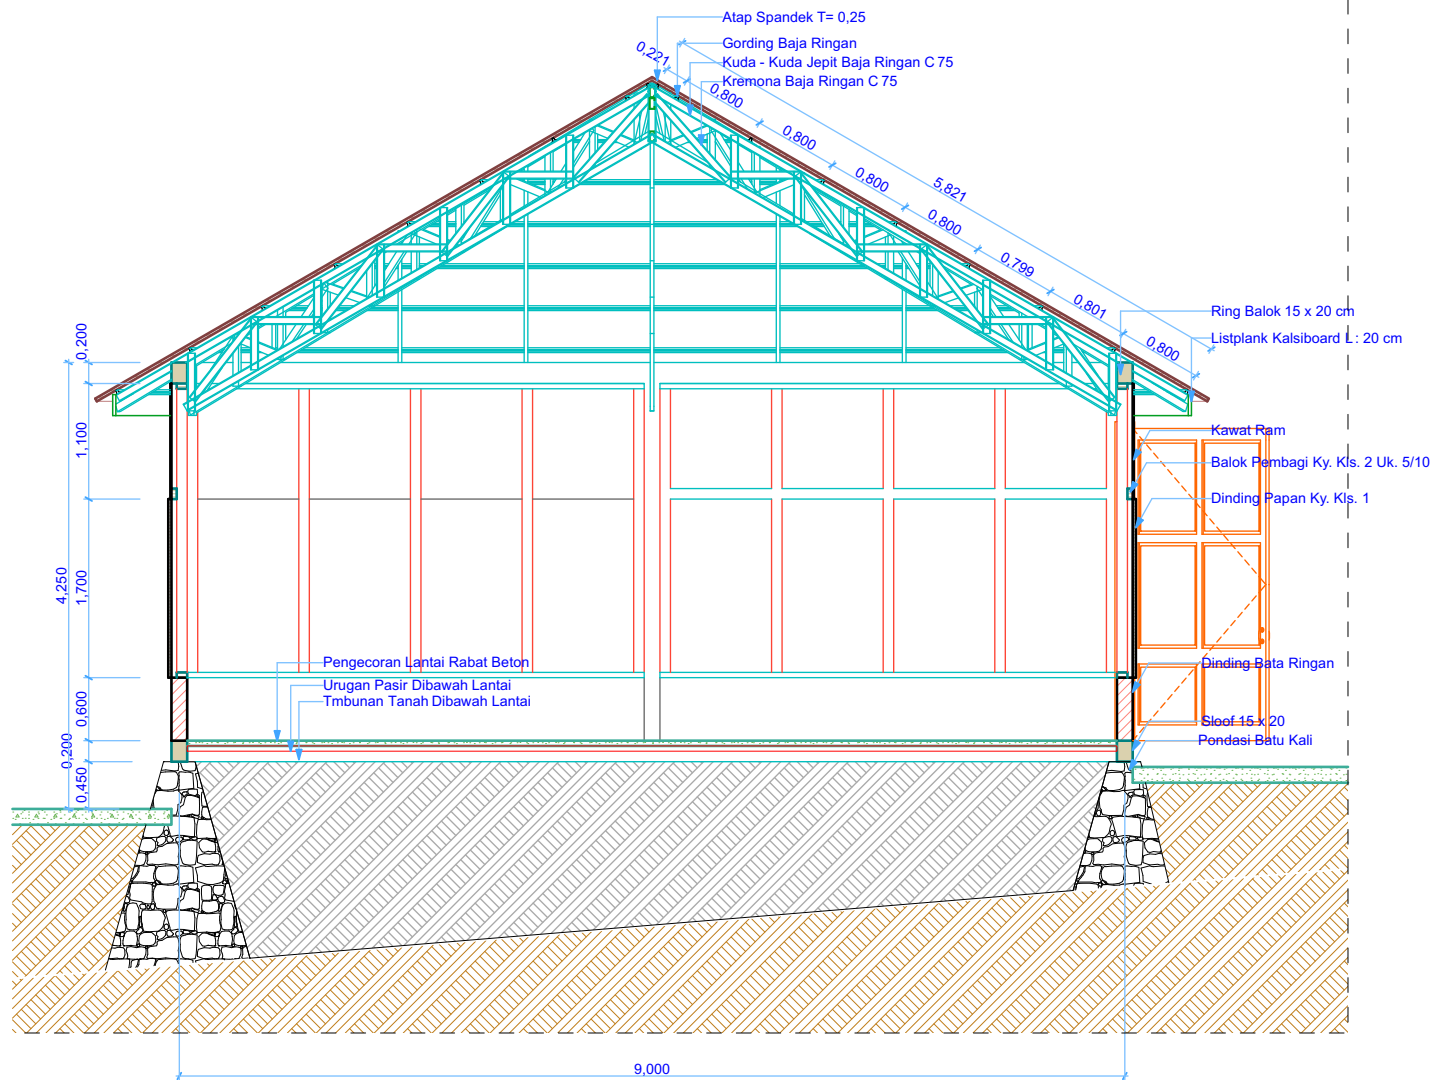 Atap Spandek T= 0,25
Gording Baja Ringan
Kuda - Kuda Jepit Baja Ringan C 75
Kremona Baja Ringan C 75
0,221
0,800
0,800
0,800
0,800
0,799
0,801
0,800
5,821
Ring Balok 15 x 20 cm
Listplank Kalsiboard L : 20 cm
Kawat Ram
Balok Pembagi Ky. Kls. 2 Uk. 5/10
Dinding Papan Ky. Kls. 1
Dinding Bata Ringan
Sloof 15 x 20
Pondasi Batu Kali
0,200
1,100
1,700
4,250
0,600
0,200
0,450
Pengecoran Lantai Rabat Beton
Urugan Pasir Dibawah Lantai
Tmbunan Tanah Dibawah Lantai
9,000